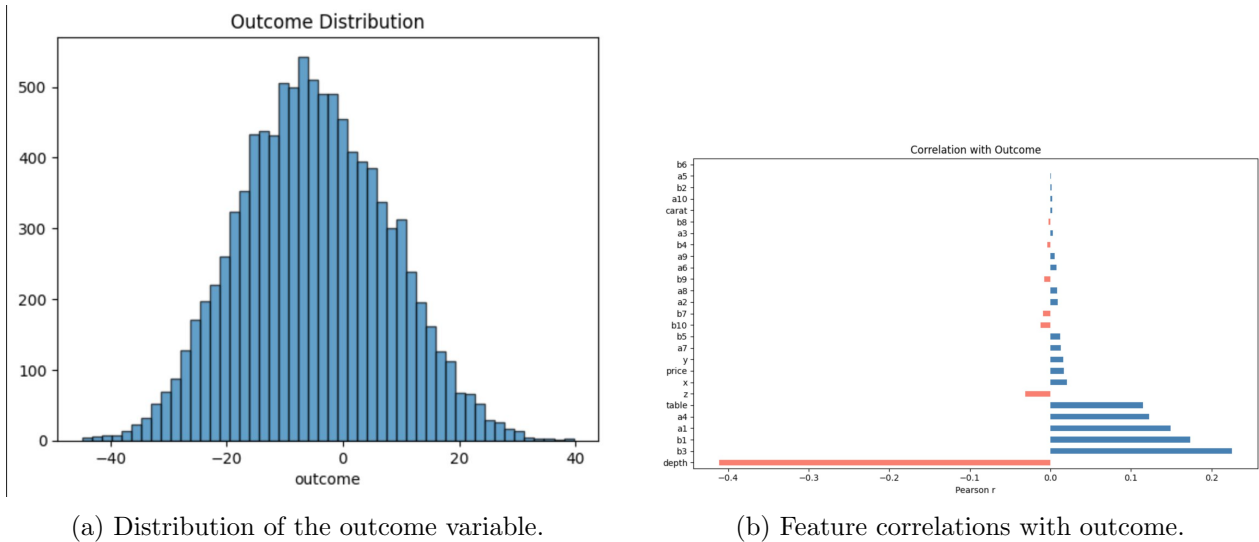 Outcome Distribution
500
400
300
200
100
0
−40
−20
0
20
40
outcome
(a) Distribution of the outcome variable.
Correlation with Outcome
b6
a5
b2
a10
carat
b8
a3
b4
a9
a6
b9
a8
a2
b7
b10
b5
a7
y
price
x
z
table
a4
a1
b1
b3
depth
−0.4
−0.3
−0.2
−0.1
0.0
0.1
0.2
Pearson r
(b) Feature correlations with outcome.